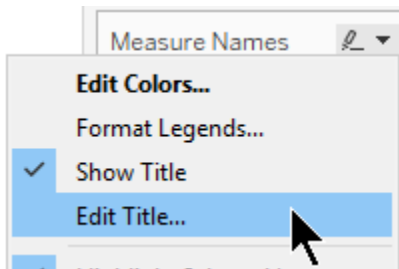 Measure Names
Edit Colors...
Format Legends...
Show Title
Edit Title...